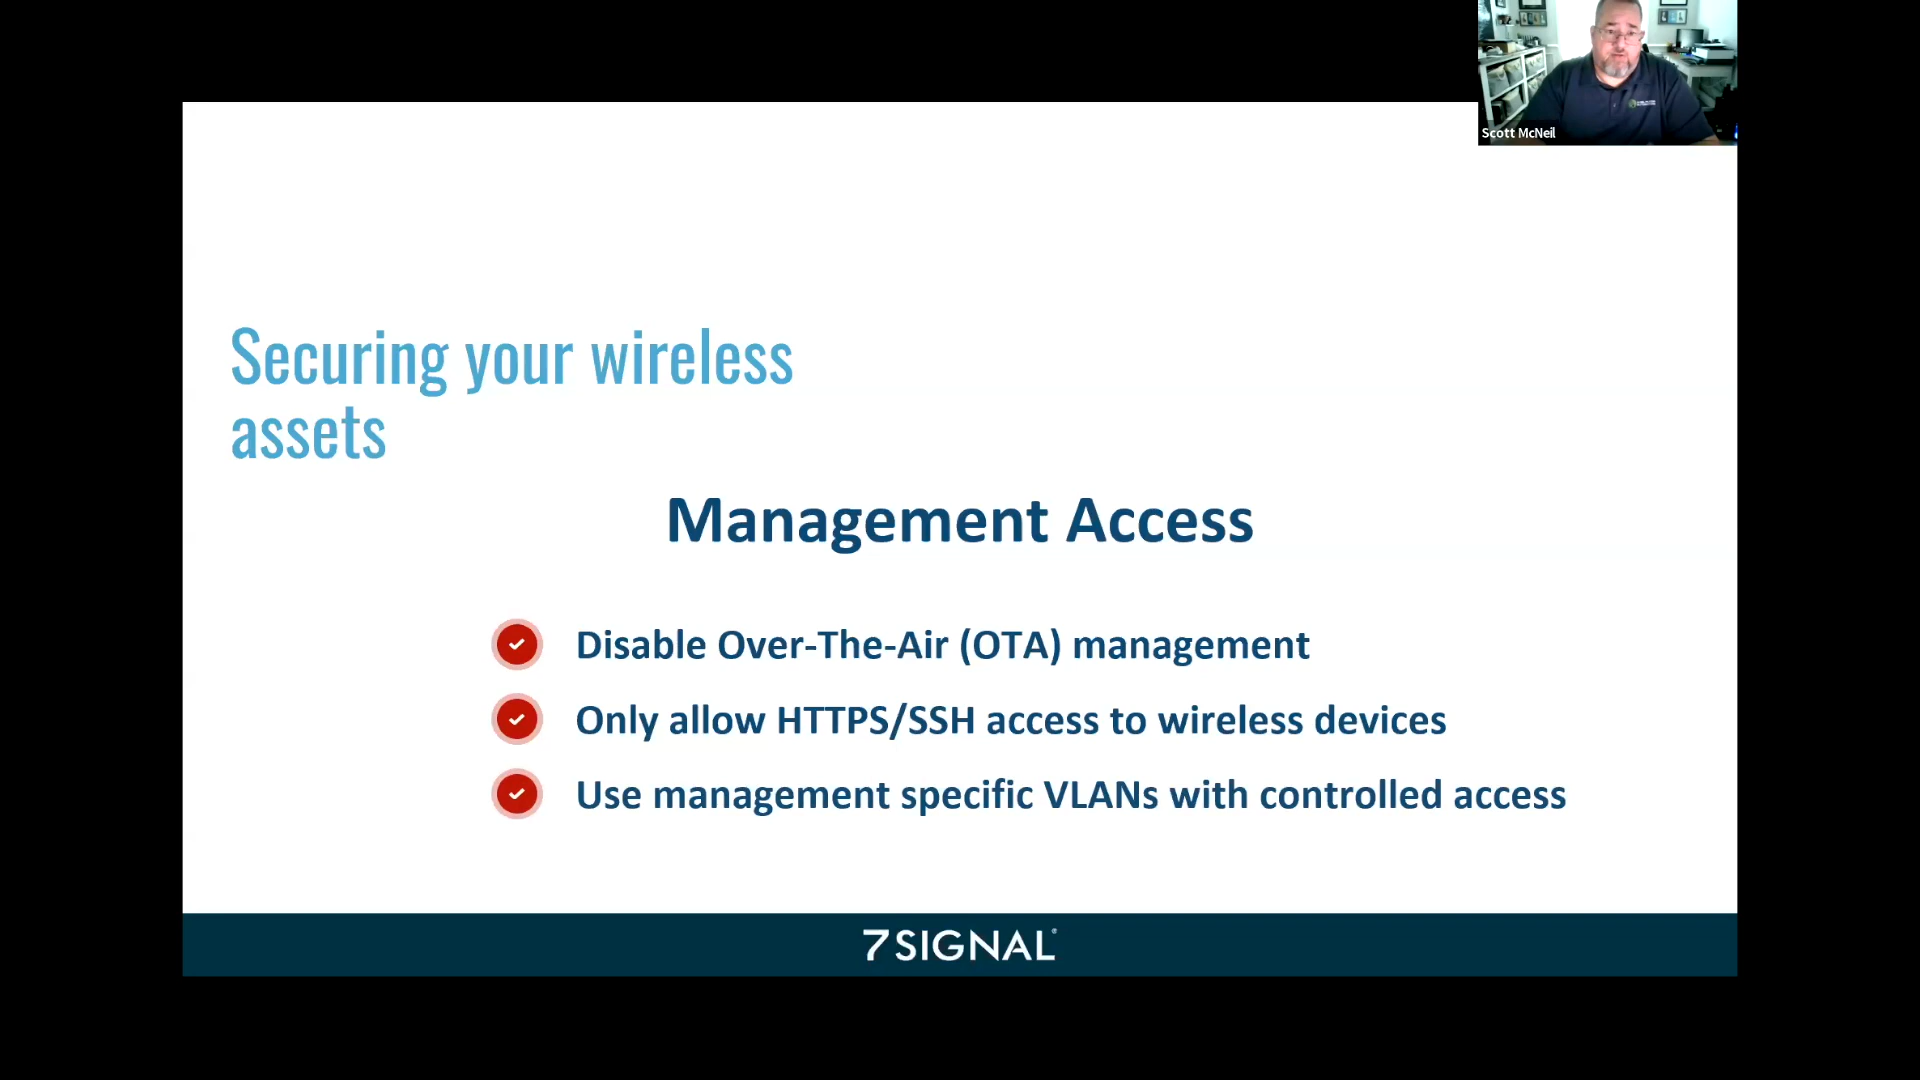 Scott McNeil
Securing your wireless
assets
Management Access
Disable Over-The-Air (OTA) management
Only allow HTTPS/SSH access to wireless devices
Use management specific VLANs with controlled access
7SIGNAL®